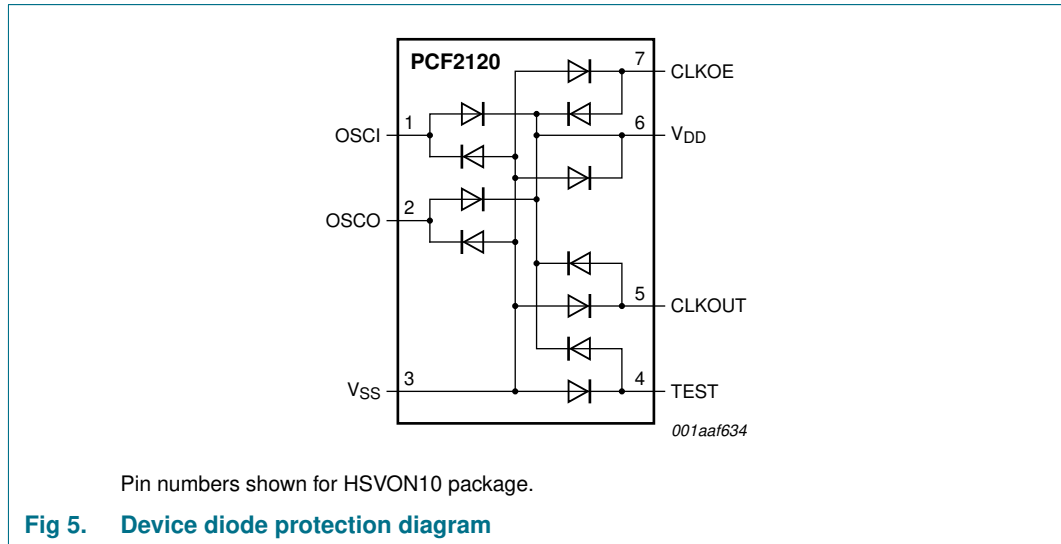 PCF2120
7 CLKOE
1 OSCI
6 VDD
2 OSCO
5 CLKOUT
VSS 3
4 TEST
001aaf634
Pin numbers shown for HSVON10 package.
Fig 5. Device diode protection diagram